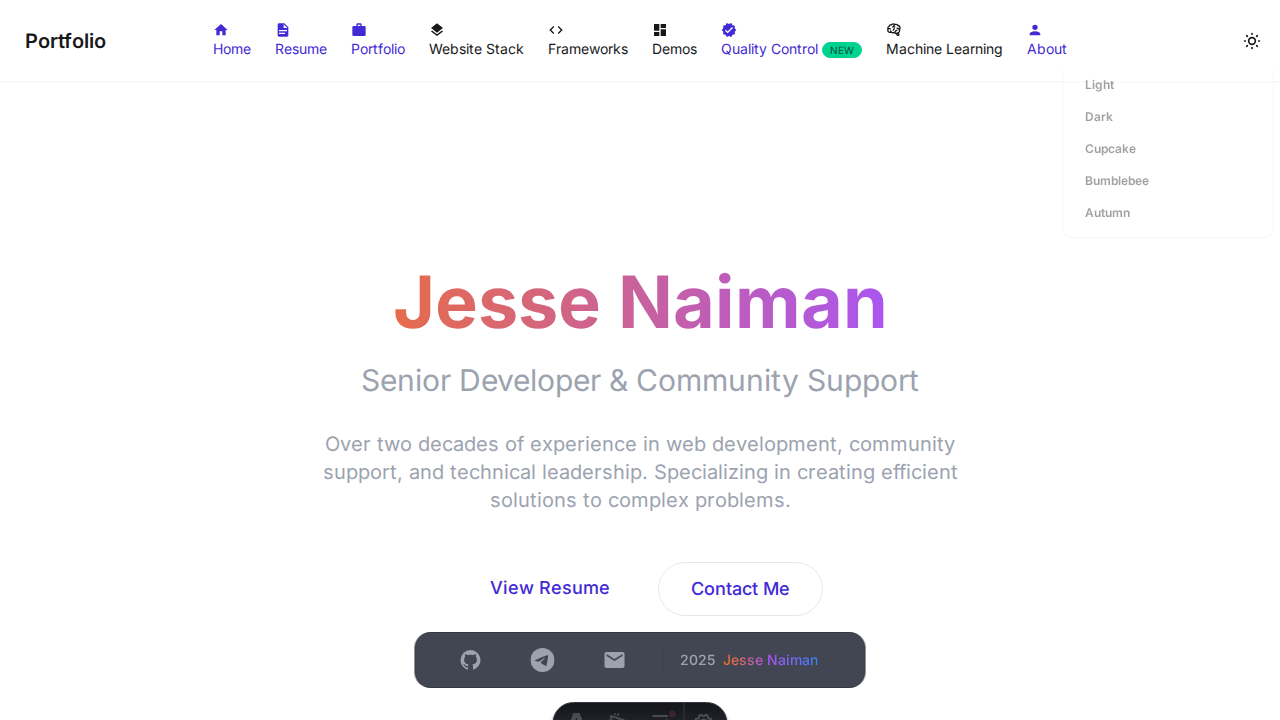 Portfolio
Home
Resume
Portfolio
Website Stack
Frameworks
Demos
Quality Control NEW
Machine Learning
About
Light
Dark
Cupcake
Bumblebee
Autumn
Jesse Naiman
Senior Developer & Community Support
Over two decades of experience in web development, community
support, and technical leadership. Specializing in creating efficient
solutions to complex problems.
View Resume
Contact Me
2025 Jesse Naiman